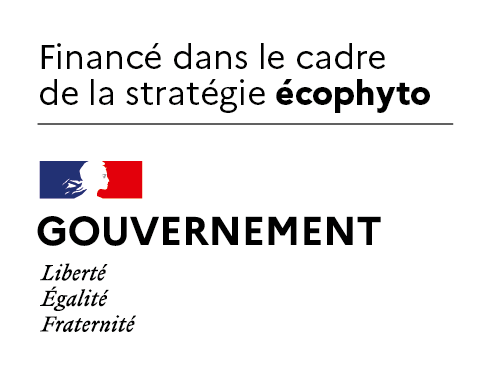 Financé dans le cadre
de la stratégie écophyto
GOUVERNEMENT
Liberté
Égalité
Fraternité